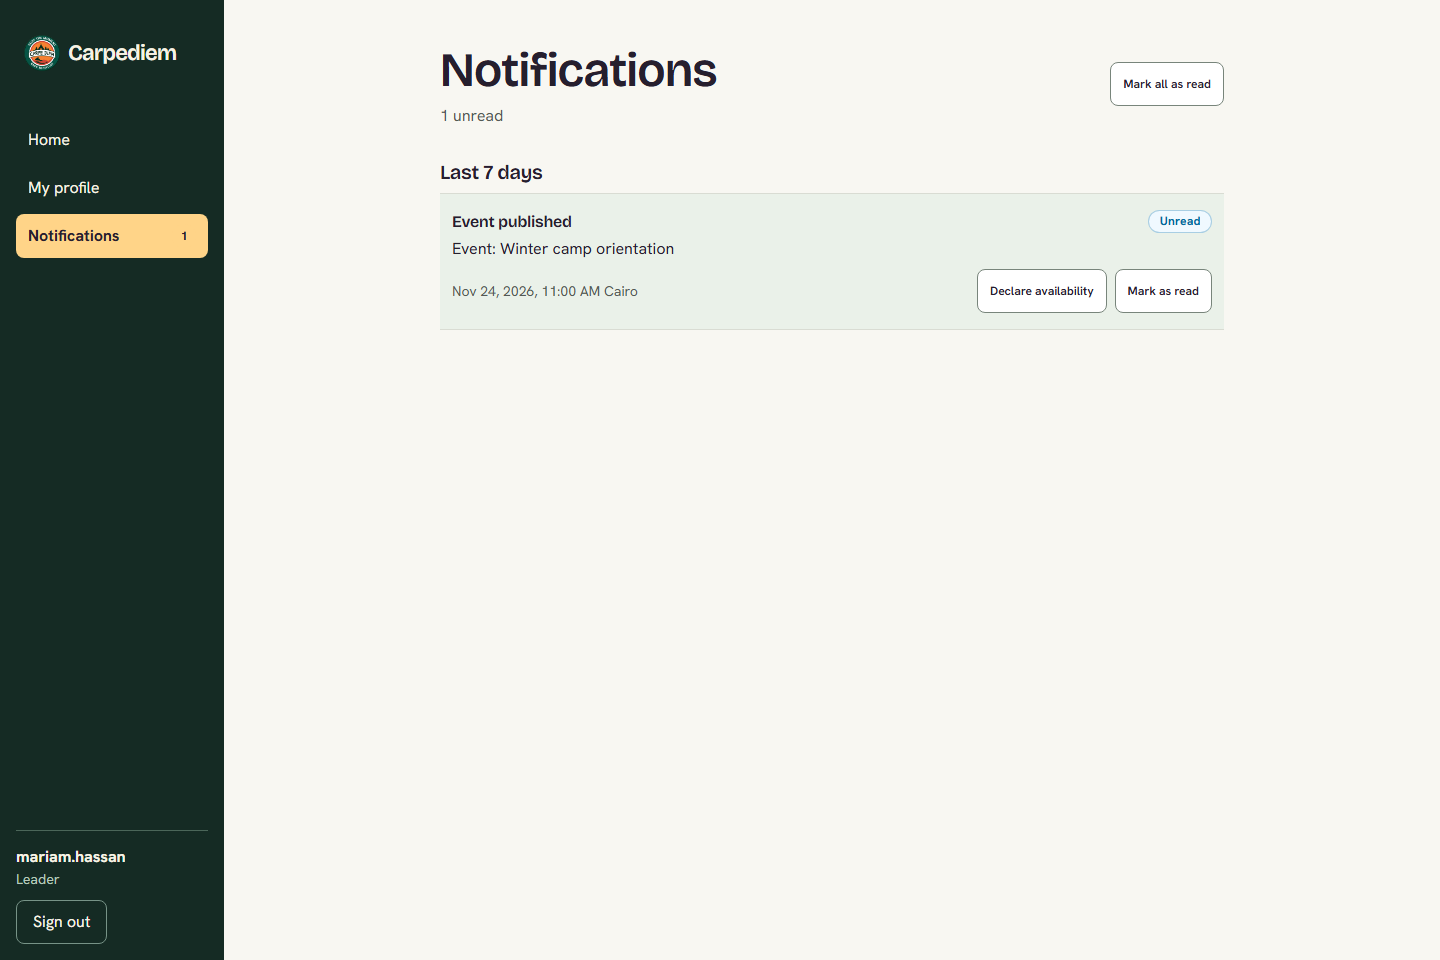 Carpediem
Home
My profile
Notifications 1
mariam.hassan
Leader
Sign out
Notifications
1 unread
Mark all as read
Last 7 days
Event published
Unread
Event: Winter camp orientation
Nov 24, 2026, 11:00 AM Cairo
Declare availability
Mark as read